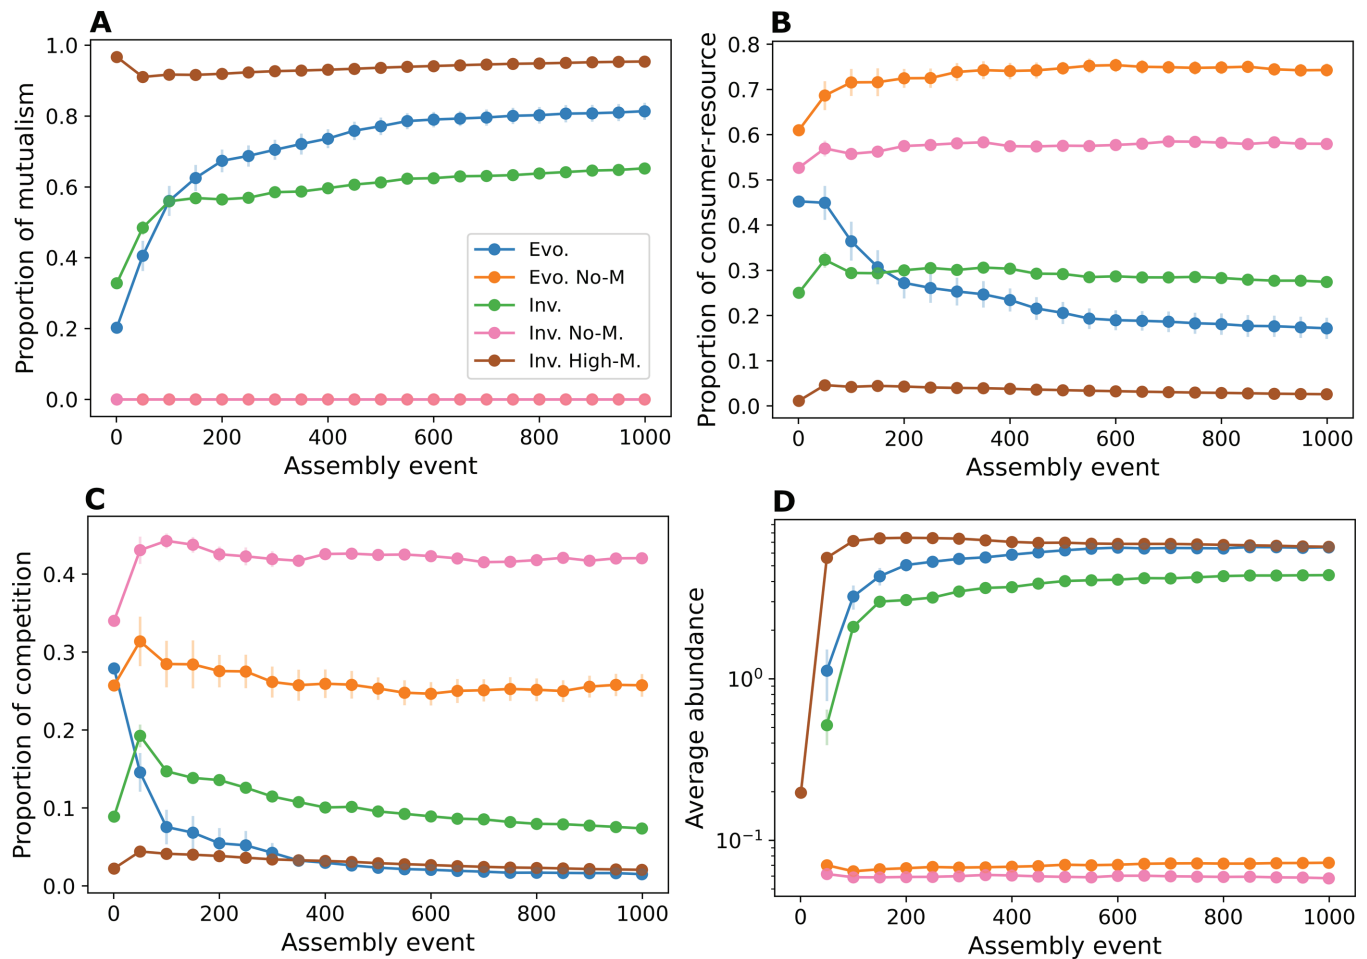 A
Proportion of mutualism
1.0
0.8
0.6
0.4
0.2
0.0
Evo.
Evo. No-M
Inv.
Inv. No-M.
Inv. High-M.
0 200 400 600 800 1000
Assembly event
B
Proportion of consumer-resource
0.8
0.7
0.6
0.5
0.4
0.3
0.2
0.1
0.0
0 200 400 600 800 1000
Assembly event
C
Proportion of competition
0.4
0.3
0.2
0.1
0.0
0 200 400 600 800 1000
Assembly event
D
Average abundance
10⁰
10⁻¹
0 200 400 600 800 1000
Assembly event